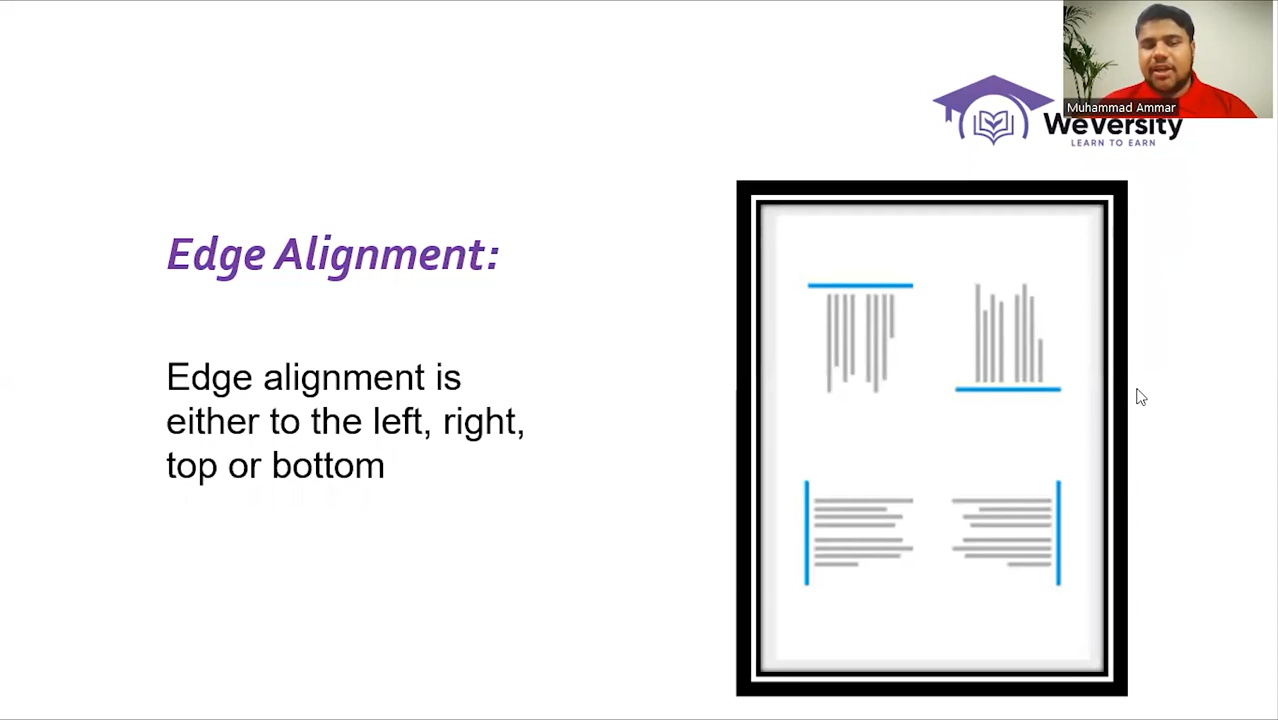 Muhammad Ammar
Weversity
LEARN TO EARN
Edge Alignment:
Edge alignment is
either to the left, right,
top or bottom